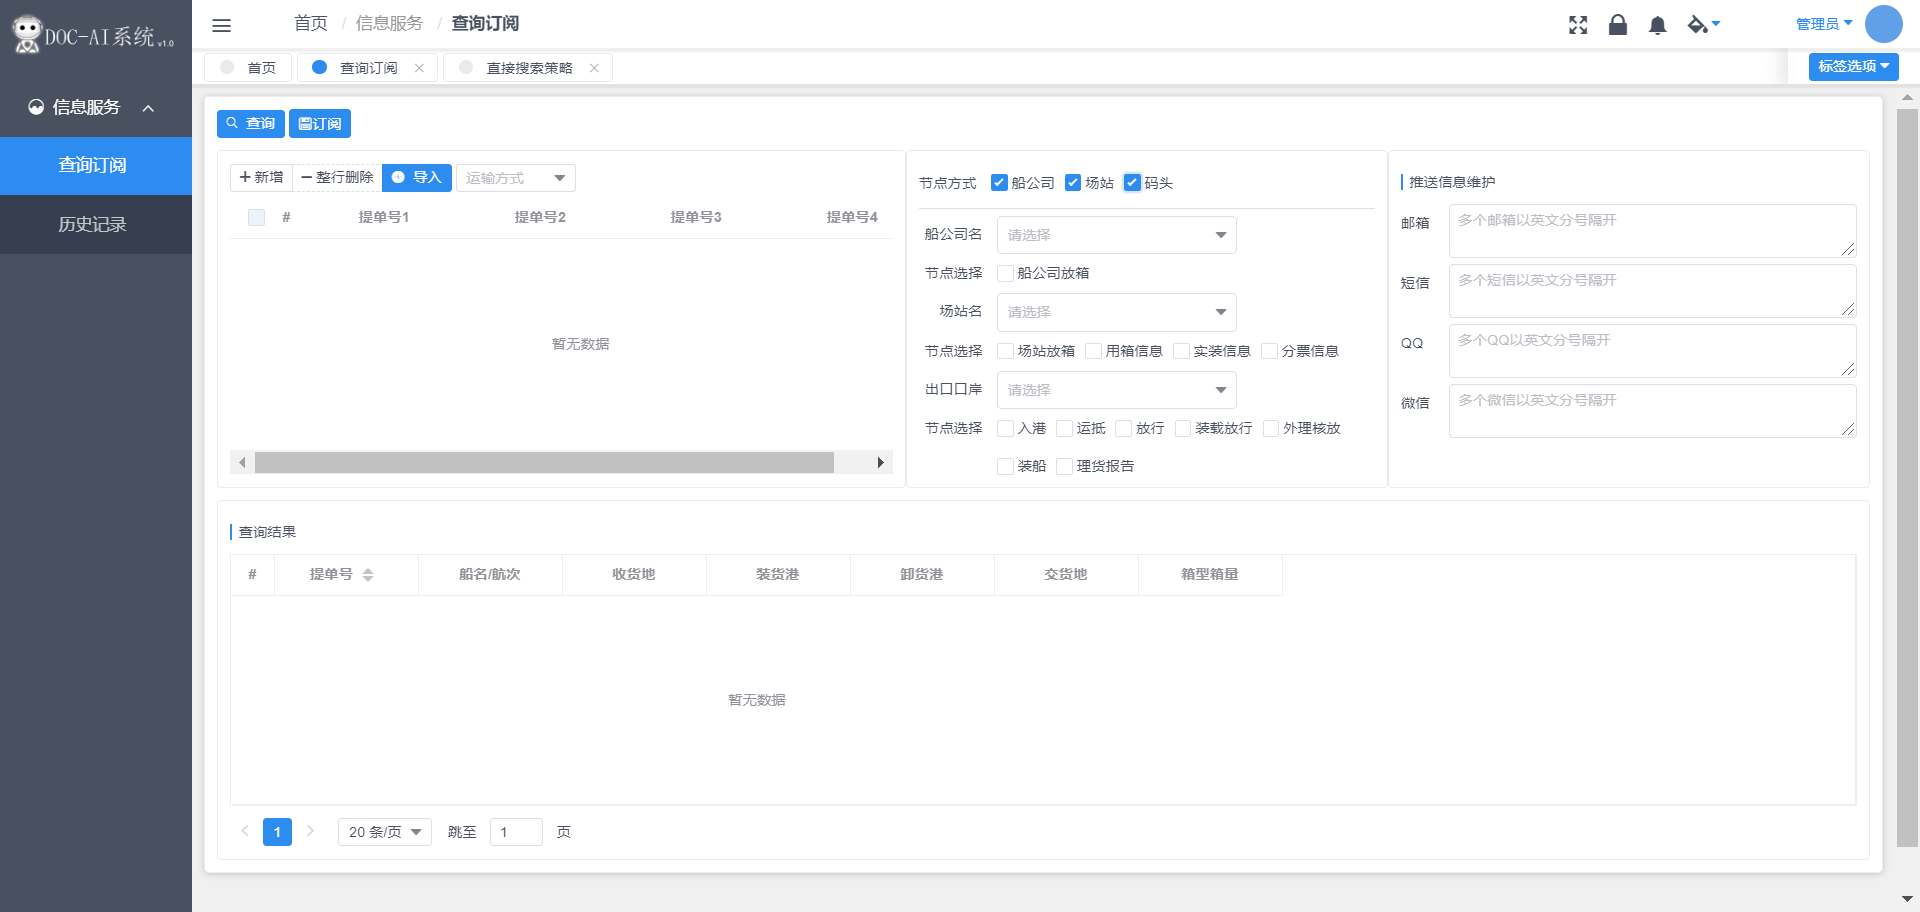 DOC-AI系统 v1.0
信息服务
查询订阅
历史记录
首页 / 信息服务 / 查询订阅
管理员
首页 查询订阅 直接搜索策略
标签选项
查询 订阅
新增 整行删除 导入 运输方式
# 提单号1 提单号2 提单号3 提单号4
暂无数据
节点方式 船公司 场站 码头
船公司名 请选择
节点选择 船公司放箱
场站名 请选择
节点选择 场站放箱 用箱信息 实装信息 分票信息
出口口岸 请选择
节点选择 入港 运抵 放行 装载放行 外理核放
装船 理货报告
推送信息维护
邮箱 多个邮箱以英文分号隔开
短信 多个短信以英文分号隔开
QQ 多个QQ以英文分号隔开
微信 多个微信以英文分号隔开
查询结果
# 提单号 船名/航次 收货地 装货港 卸货港 交货地 箱型箱量
暂无数据
1 20 条/页 跳至 1 页